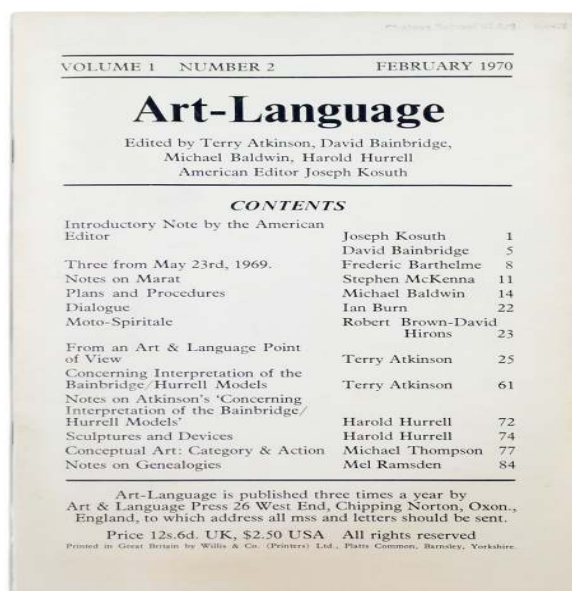 VOLUME 1 NUMBER 2 FEBRUARY 1970
Art-Language
Edited by Terry Atkinson, David Bainbridge,
Michael Baldwin, Harold Hurrell
American Editor Joseph Kosuth
CONTENTS
Introductory Note by the American
Editor Joseph Kosuth 1
David Bainbridge 5
Three from May 23rd, 1969. Frederic Barthelme 8
Notes on Marat Stephen McKenna 11
Plans and Procedures Michael Baldwin 14
Dialogue Ian Burn 22
Moto-Spiritale Robert Brown-David
Hirons 23
From an Art & Language Point
of View Terry Atkinson 25
Concerning Interpretation of the
Bainbridge/Hurrell Models Terry Atkinson 61
Notes on Atkinson's 'Concerning
Interpretation of the Bainbridge/
Hurrell Models' Harold Hurrell 72
Sculptures and Devices Harold Hurrell 74
Conceptual Art: Category & Action Michael Thompson 77
Notes on Genealogies Mel Ramsden 84
Art-Language is published three times a year by
Art & Language Press 26 West End, Chipping Norton, Oxon.,
England, to which address all mss and letters should be sent.
Price 12s.6d. UK, $2.50 USA All rights reserved
Printed in Great Britain by Willis & Co. (Printers) Ltd., Platts Common, Barnsley, Yorkshire.